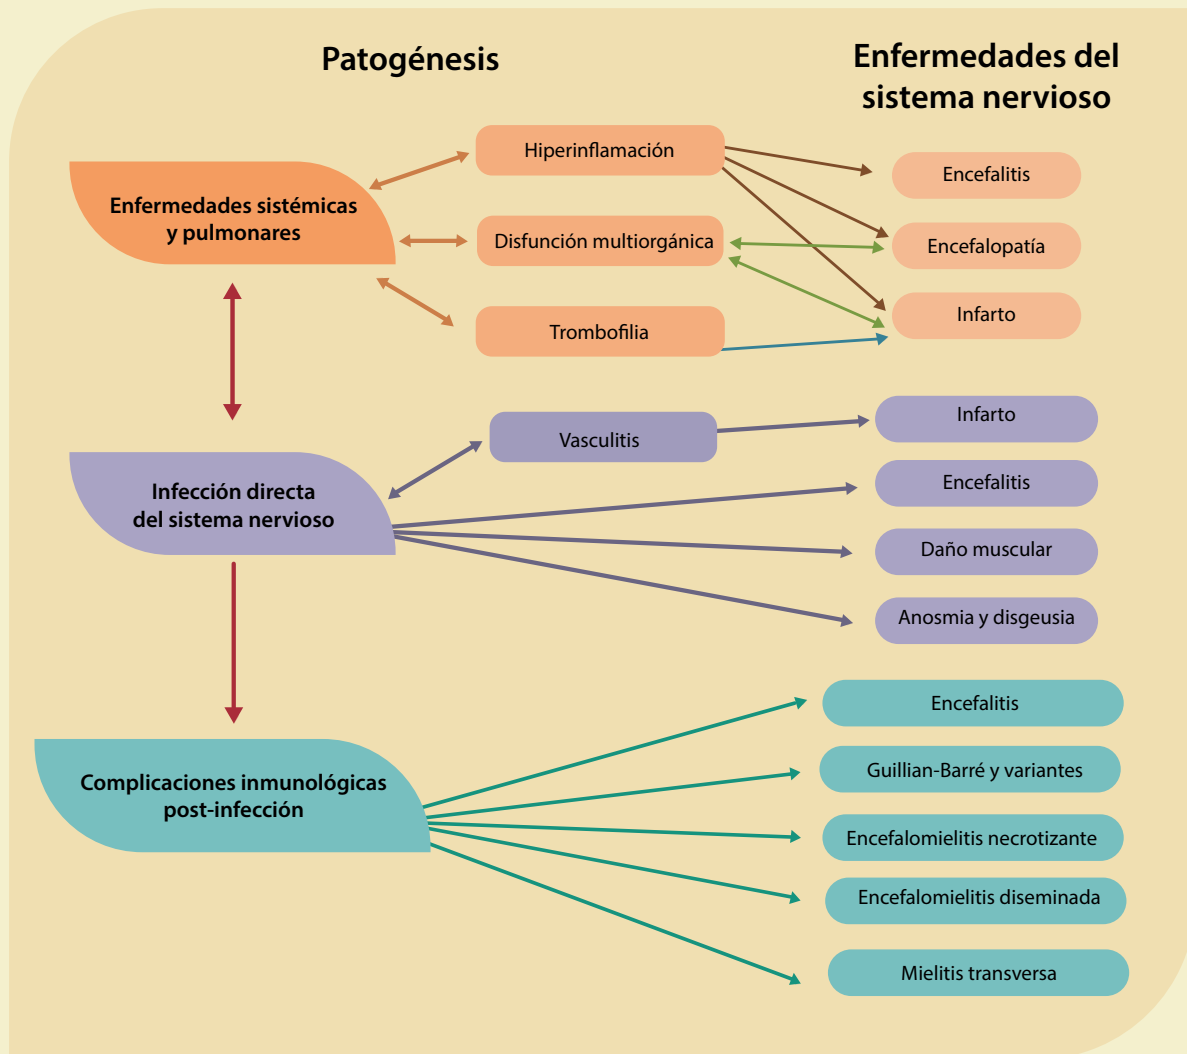 Patogénesis
Enfermedades del
sistema nervioso
Enfermedades sistémicas
y pulmonares
Hiperinflamación
Disfunción multiorgánica
Trombofilia
Encefalitis
Encefalopatía
Infarto
Infección directa
del sistema nervioso
Vasculitis
Infarto
Encefalitis
Daño muscular
Anosmia y disgeusia
Complicaciones inmunológicas
post-infección
Encefalitis
Guillian-Barré y variantes
Encefalomielitis necrotizante
Encefalomielitis diseminada
Mielitis transversa